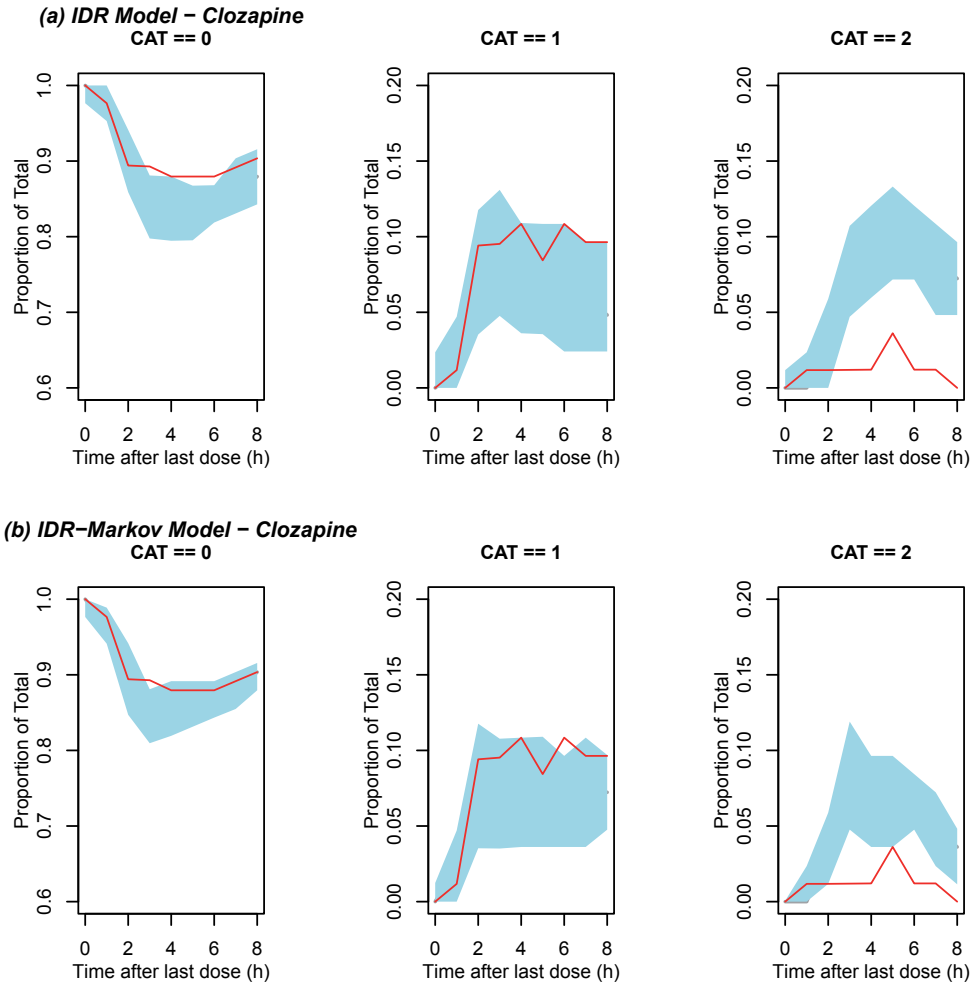 (a) IDR Model − Clozapine
CAT == 0
CAT == 1
CAT == 2
Proportion of Total
1.0
0.9
0.8
0.7
0.6
0 2 4 6 8
Time after last dose (h)
Proportion of Total
0.20
0.15
0.10
0.05
0.00
0 2 4 6 8
Time after last dose (h)
Proportion of Total
0.20
0.15
0.10
0.05
0.00
0 2 4 6 8
Time after last dose (h)
(b) IDR−Markov Model − Clozapine
CAT == 0
CAT == 1
CAT == 2
Proportion of Total
1.0
0.9
0.8
0.7
0.6
0 2 4 6 8
Time after last dose (h)
Proportion of Total
0.20
0.15
0.10
0.05
0.00
0 2 4 6 8
Time after last dose (h)
Proportion of Total
0.20
0.15
0.10
0.05
0.00
0 2 4 6 8
Time after last dose (h)